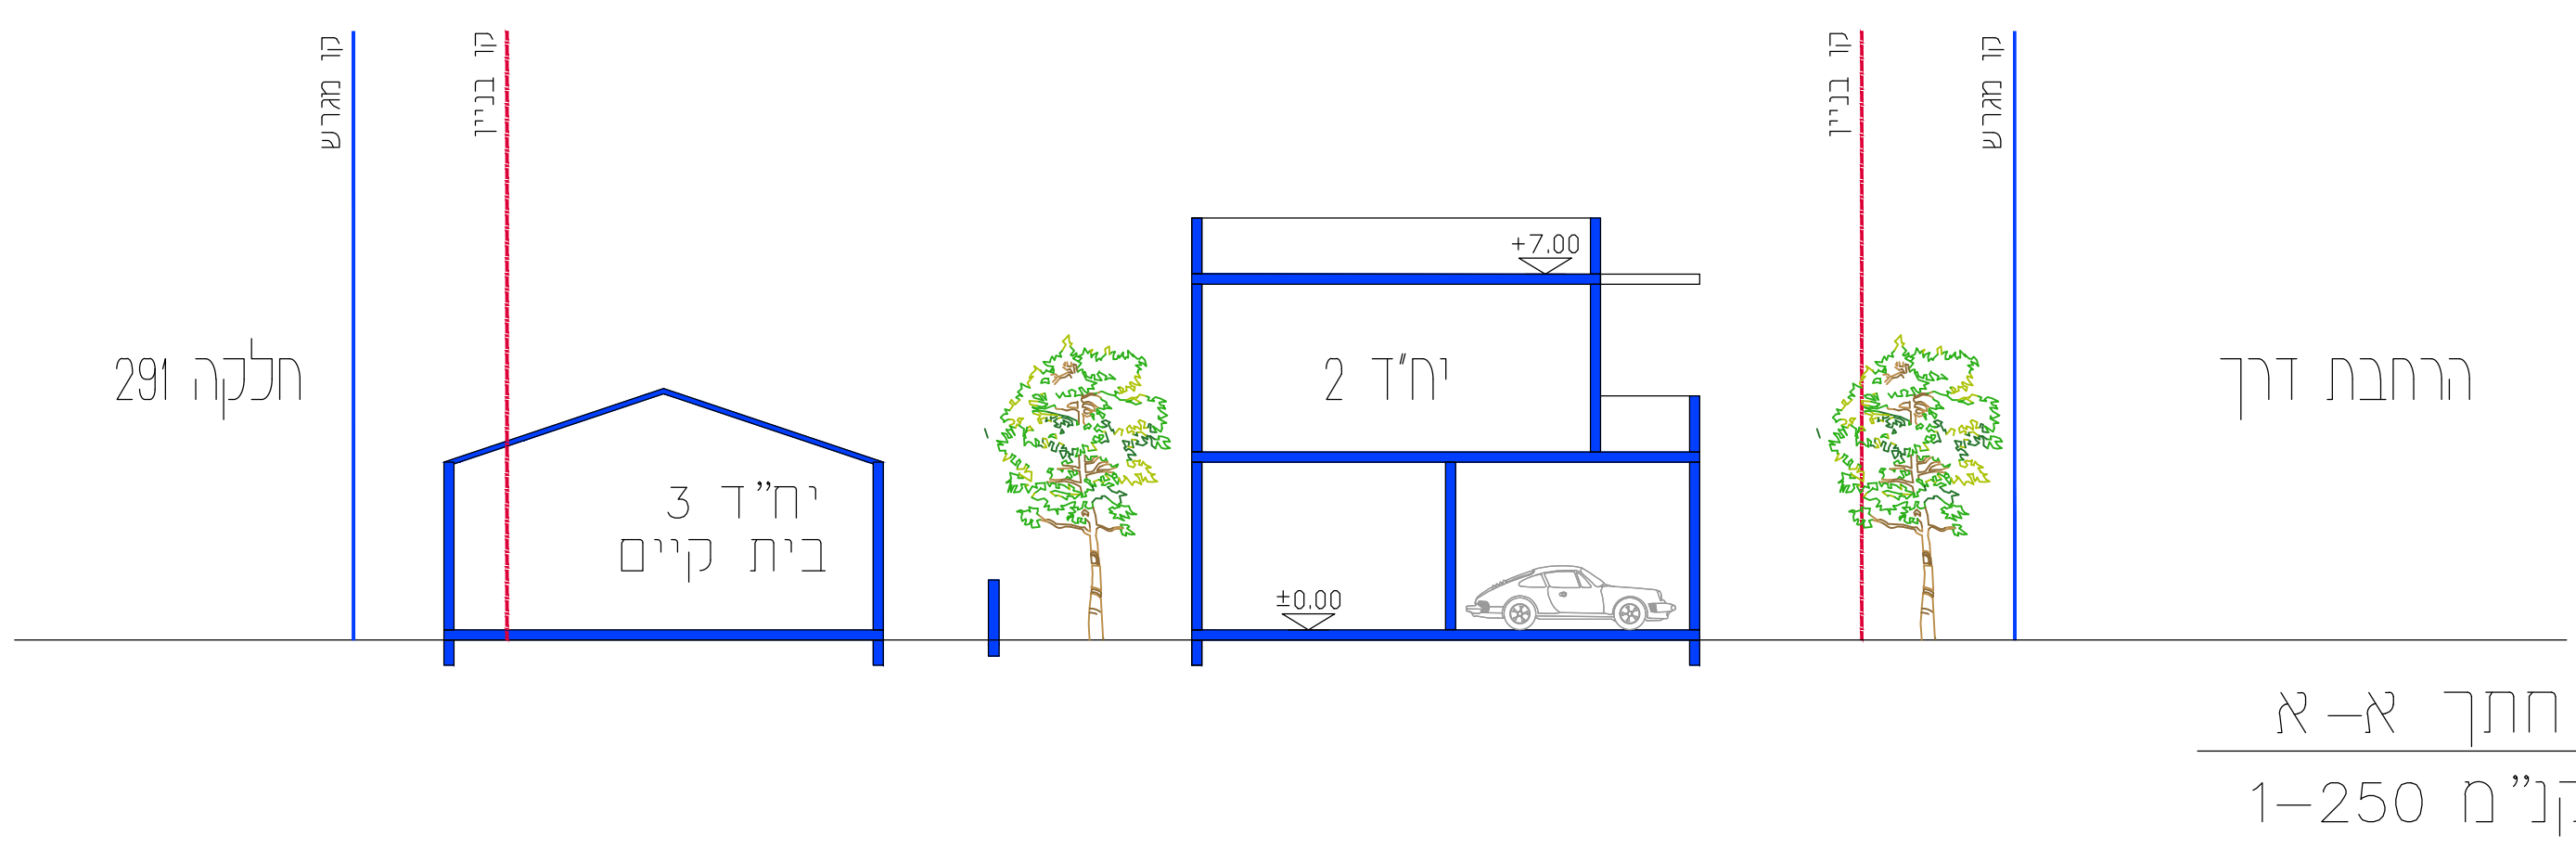 קו מגרש
קו בניין
קו בניין
קו מגרש
+7.00
חלקה 291
יח"ד 2
הרחבת דרך
יח"ד 3
בית קיים
±0.00
חתך א-א
קנ"מ 1-250